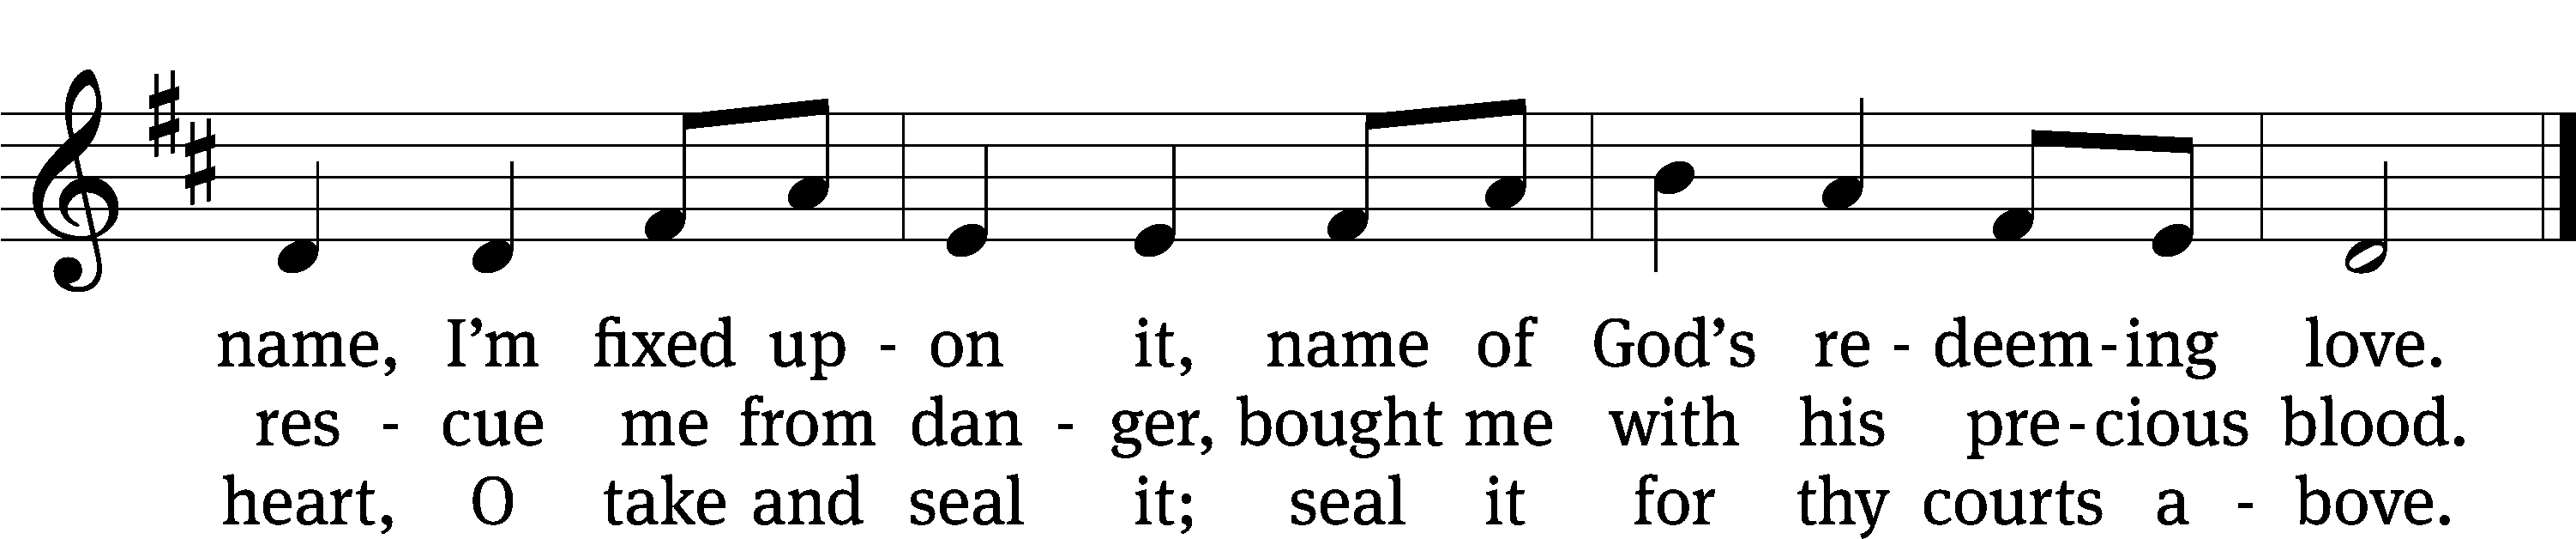 name, I’m fixed up - on it, name of God’s re - deem - ing love.
res - cue me from dan - ger, bought me with his pre - cious blood.
heart, O take and seal it; seal it for thy courts a - bove.